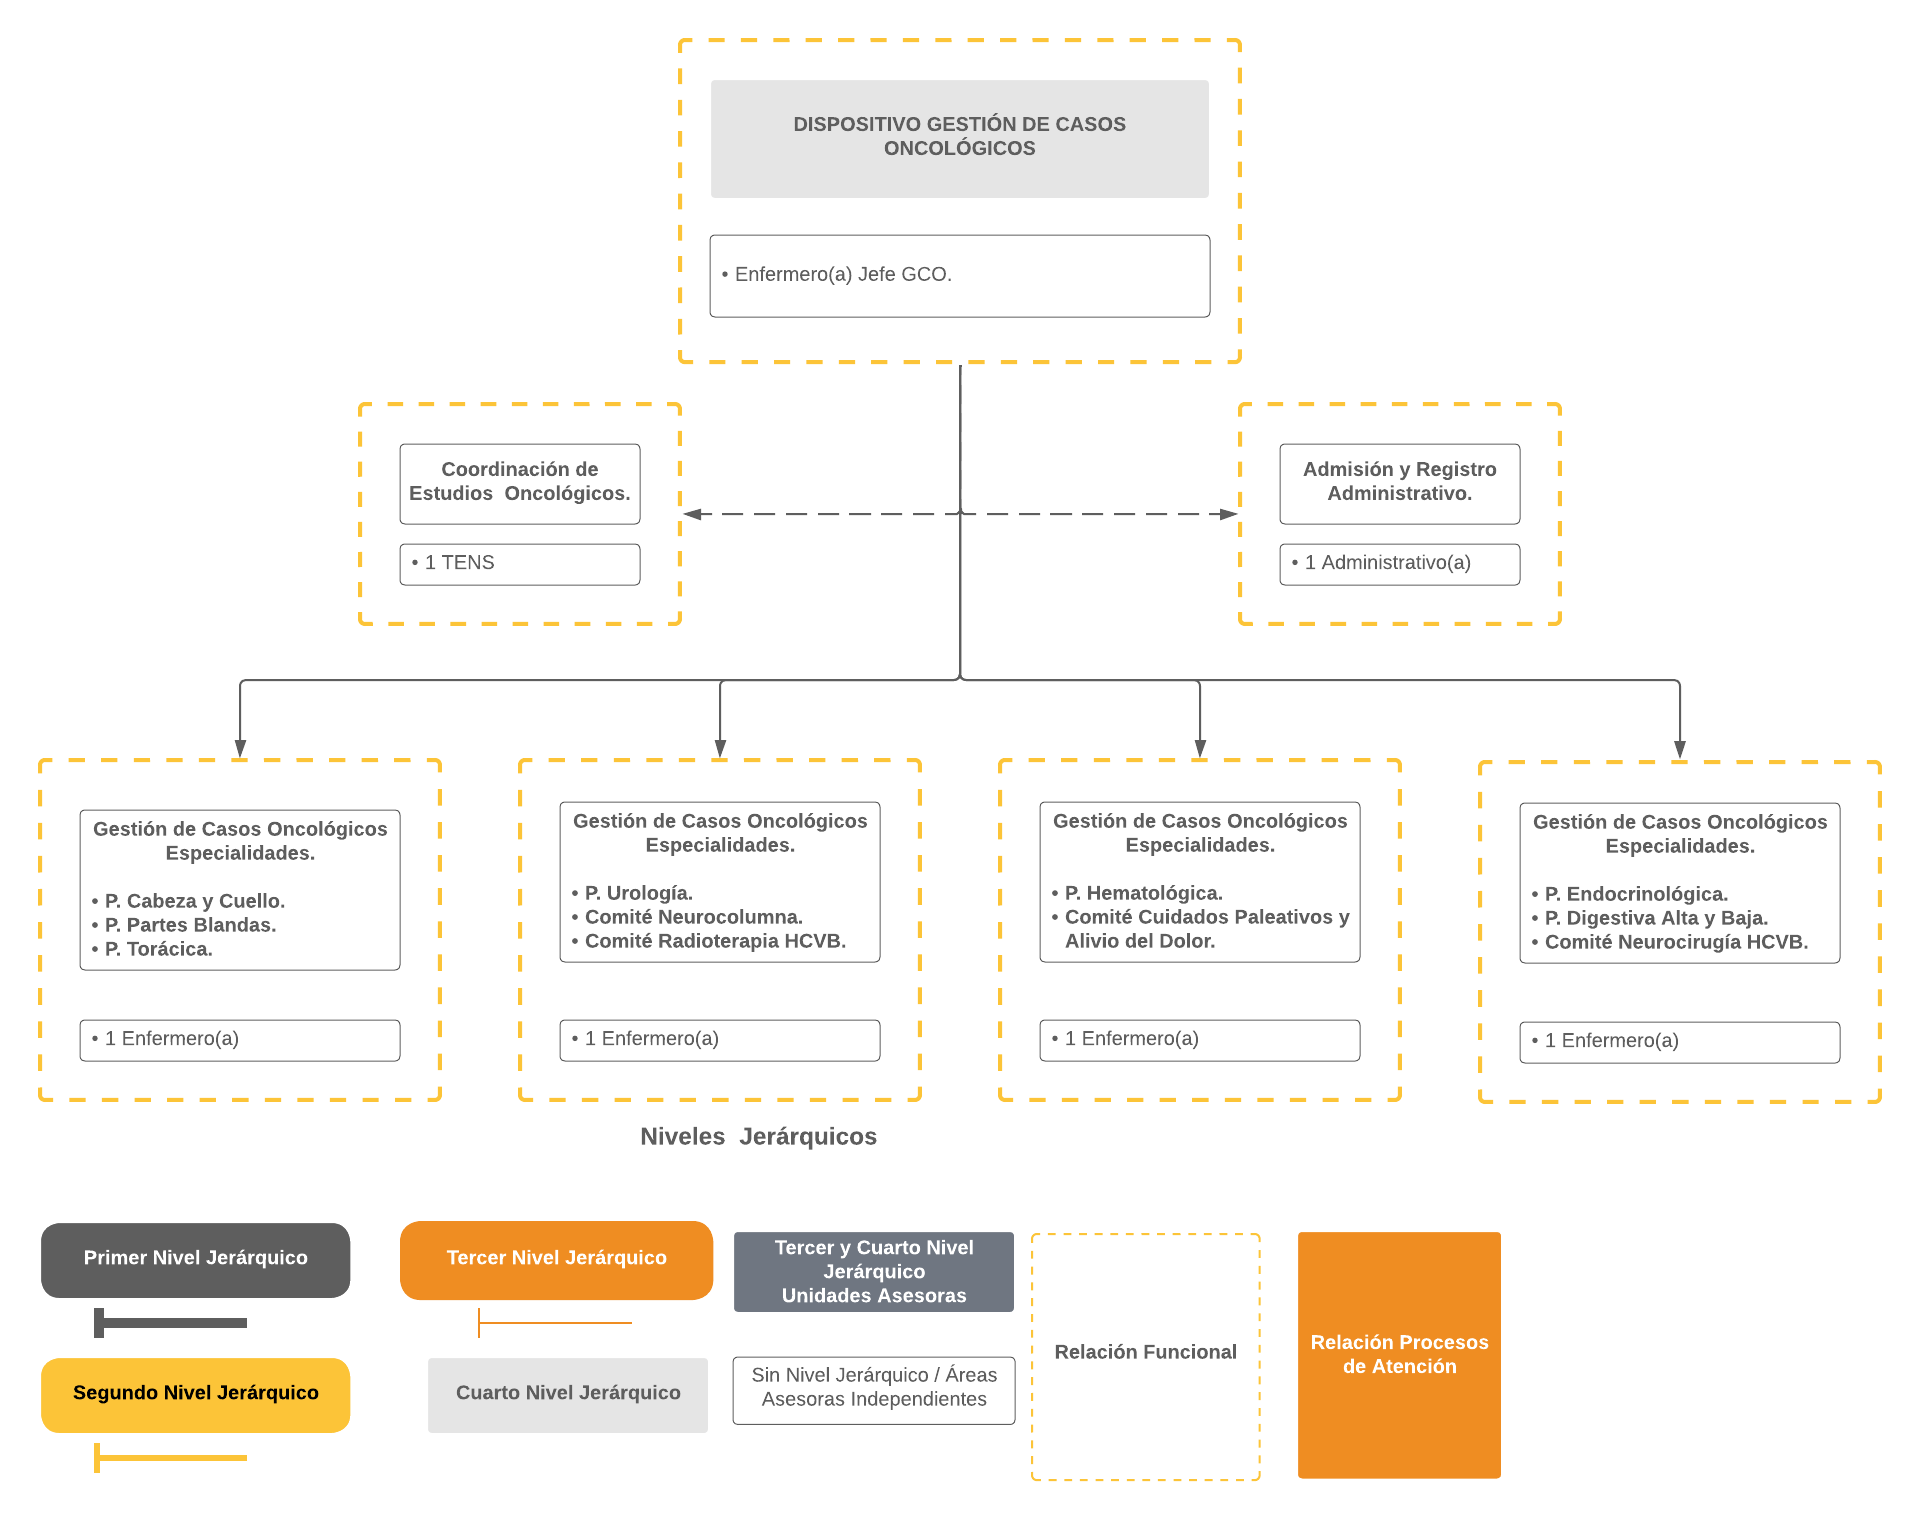 DISPOSITIVO GESTIÓN DE CASOS
ONCOLÓGICOS
• Enfermero(a) Jefe GCO.
Coordinación de
Estudios Oncológicos.
• 1 TENS
Admisión y Registro
Administrativo.
• 1 Administrativo(a)
Gestión de Casos Oncológicos
Especialidades.
• P. Cabeza y Cuello.
• P. Partes Blandas.
• P. Torácica.
• 1 Enfermero(a)
Gestión de Casos Oncológicos
Especialidades.
• P. Urología.
• Comité Neurocolumna.
• Comité Radioterapia HCVB.
• 1 Enfermero(a)
Gestión de Casos Oncológicos
Especialidades.
• P. Hematológica.
• Comité Cuidados Paleativos y
Alivio del Dolor.
• 1 Enfermero(a)
Gestión de Casos Oncológicos
Especialidades.
• P. Endocrinológica.
• P. Digestiva Alta y Baja.
• Comité Neurocirugía HCVB.
• 1 Enfermero(a)
Niveles Jerárquicos
Primer Nivel Jerárquico
Segundo Nivel Jerárquico
Tercer Nivel Jerárquico
Cuarto Nivel Jerárquico
Tercer y Cuarto Nivel
Jerárquico
Unidades Asesoras
Sin Nivel Jerárquico / Áreas
Asesoras Independientes
Relación Funcional
Relación Procesos
de Atención